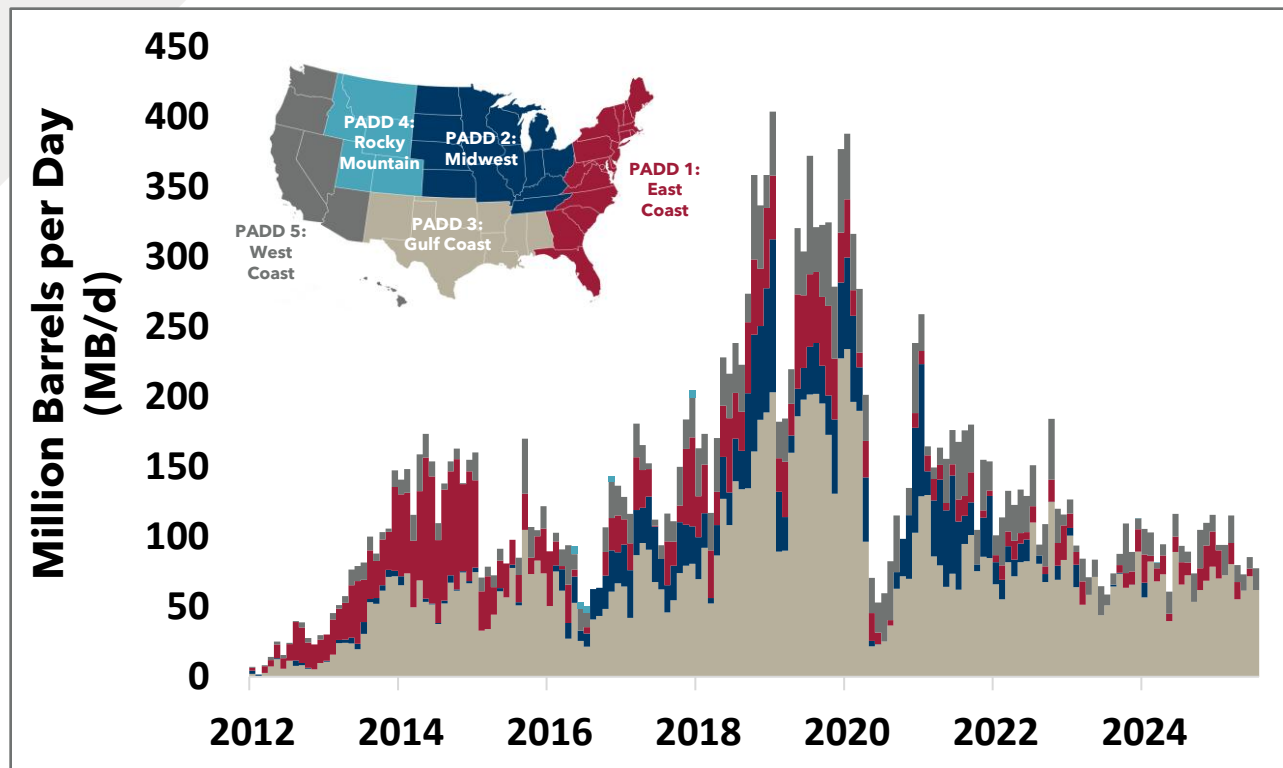 Million Barrels per Day
(MB/d)
450
400
350
300
250
200
150
100
50
0
PADD 4:
Rocky
Mountain
PADD 2:
Midwest
PADD 1:
East
Coast
PADD 3:
Gulf Coast
PADD 5:
West
Coast
2012 2014 2016 2018 2020 2022 2024